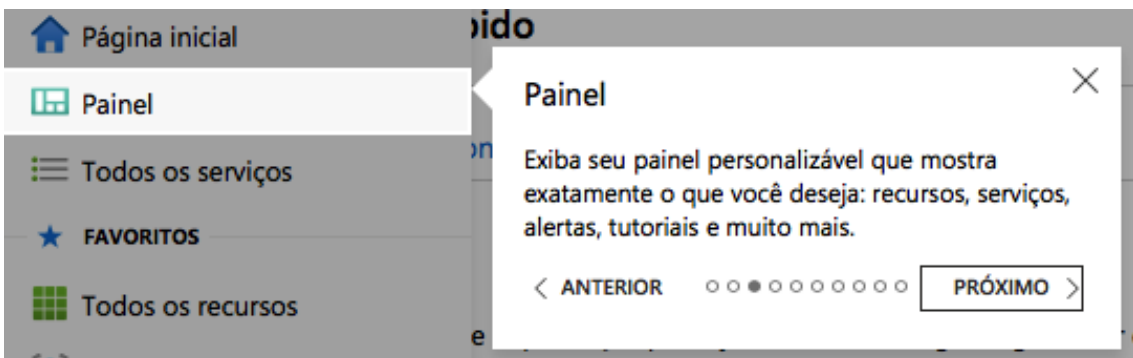 Página inicial
Painel
Todos os serviços
FAVORITOS
Todos os recursos
Painel
Exiba seu painel personalizável que mostra
exatamente o que você deseja: recursos, serviços,
alertas, tutoriais e muito mais.
ANTERIOR
PRÓXIMO